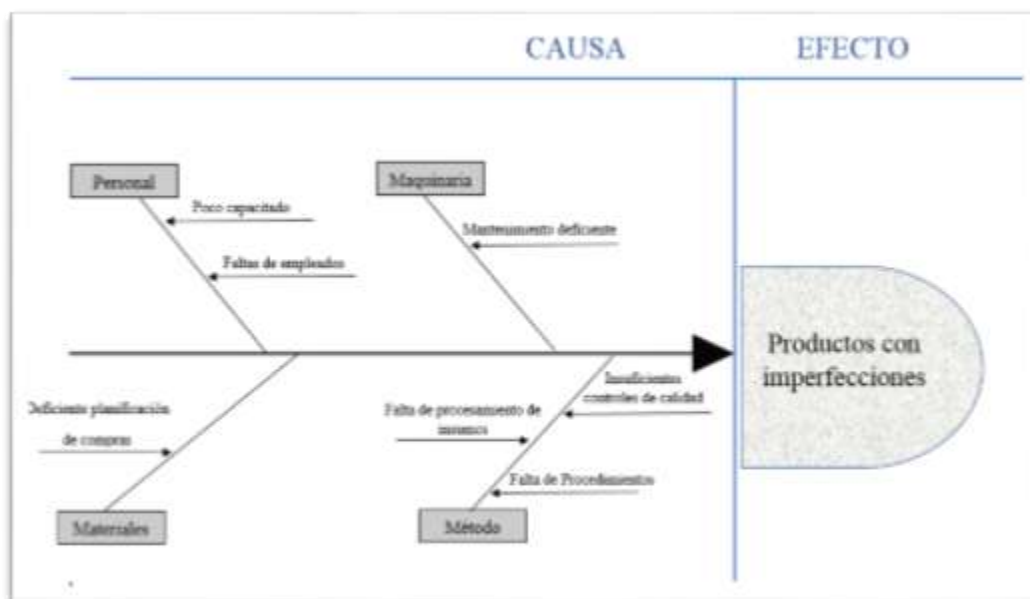 CAUSA
EFECTO
Personal
Maquinaria
Poco capacitado
Mantenimiento deficiente
Faltas de empleados
Productos con
imperfecciones
Insuficientes
controles de calidad
Deficiente planificación
de compras
Falta de procesamiento de
insumos
Falta de Procedimientos
Materiales
Método